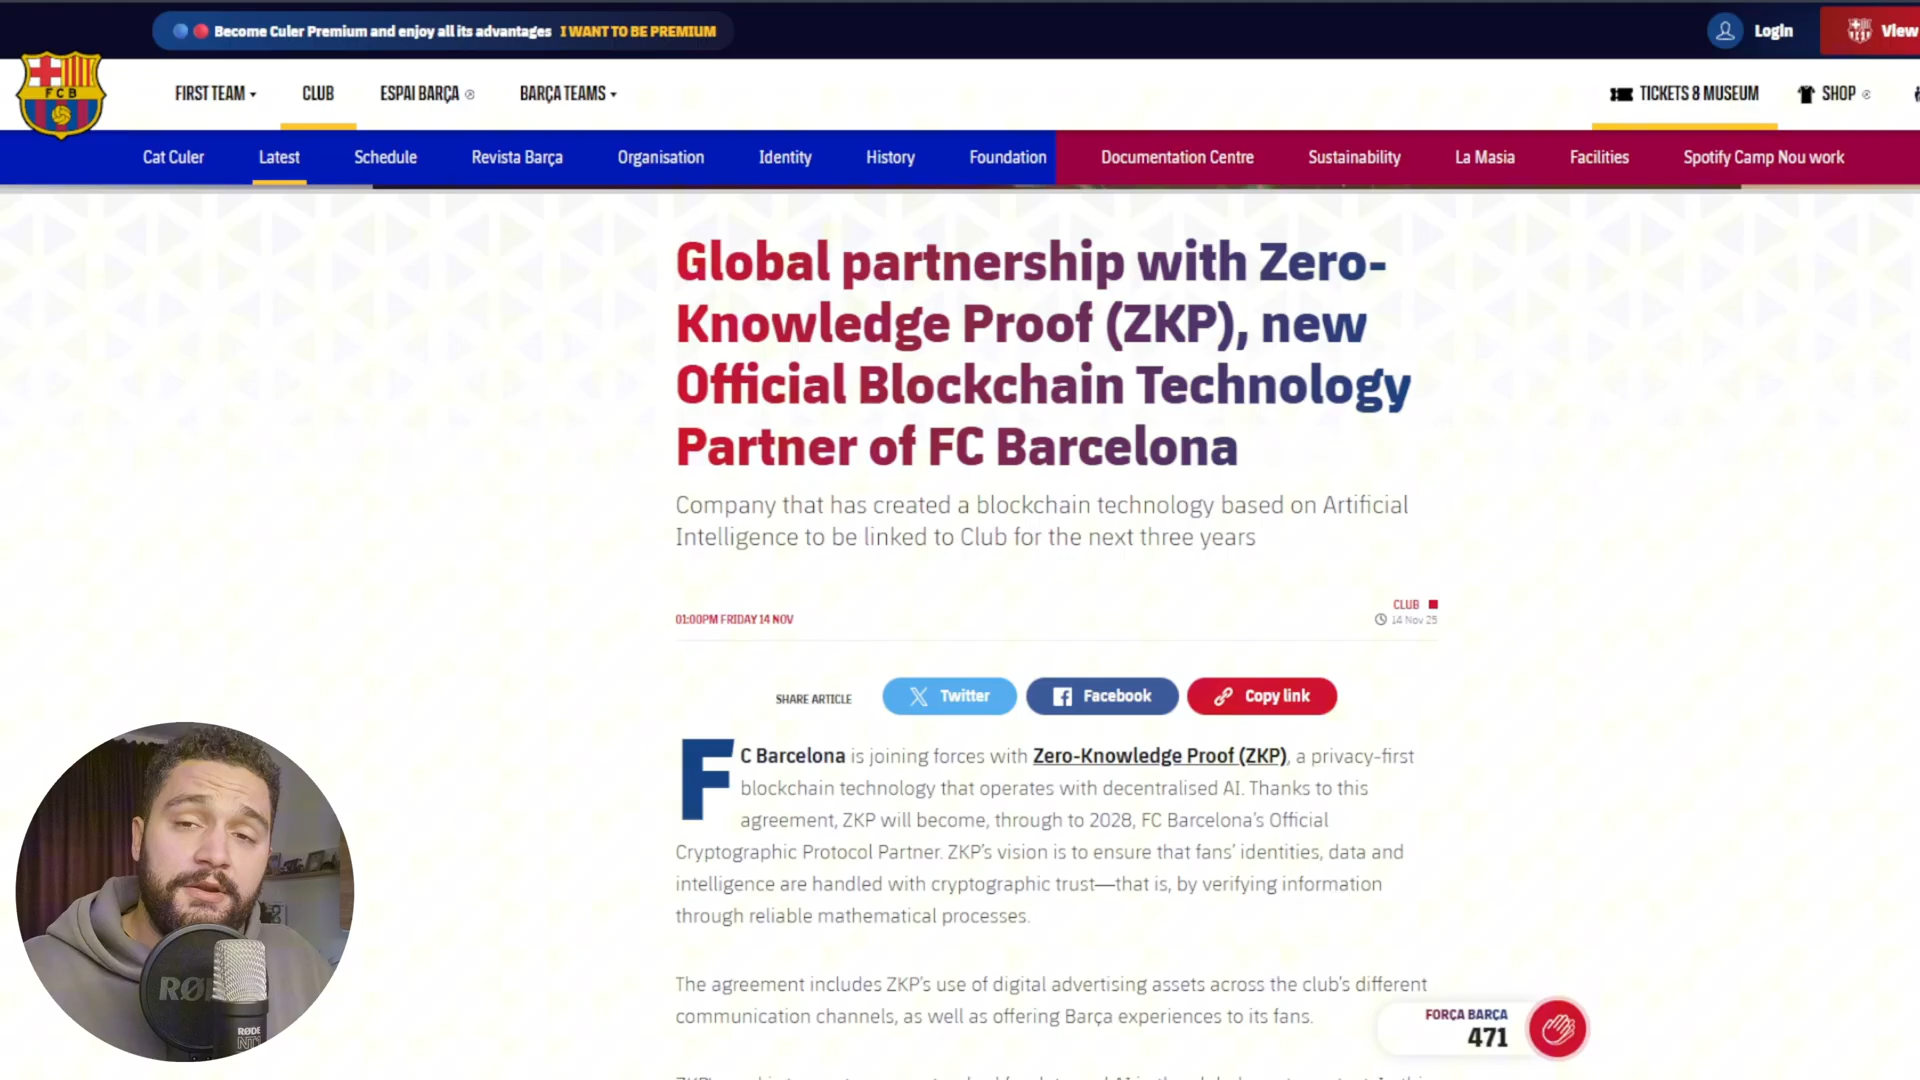 Become Culer Premium and enjoy all its advantages I WANT TO BE PREMIUM
Login
View
FCB
FIRST TEAM
CLUB
ESPAI BARÇA
BARÇA TEAMS
TICKETS & MUSEUM
SHOP
Cat Culer
Latest
Schedule
Revista Barça
Organisation
Identity
History
Foundation
Documentation Centre
Sustainability
La Masia
Facilities
Spotify Camp Nou work
Global partnership with Zero-
Knowledge Proof (ZKP), new
Official Blockchain Technology
Partner of FC Barcelona
Company that has created a blockchain technology based on Artificial
Intelligence to be linked to Club for the next three years
CLUB
01:00PM FRIDAY 14 NOV
14 Nov 25
SHARE ARTICLE
Twitter
Facebook
Copy link
FC Barcelona is joining forces with Zero-Knowledge Proof (ZKP), a privacy-first
blockchain technology that operates with decentralised AI. Thanks to this
agreement, ZKP will become, through to 2028, FC Barcelona's Official
Cryptographic Protocol Partner. ZKP's vision is to ensure that fans' identities, data and
intelligence are handled with cryptographic trust—that is, by verifying information
through reliable mathematical processes.
The agreement includes ZKP's use of digital advertising assets across the club's different
communication channels, as well as offering Barça experiences to its fans.
FORÇA BARÇA
471
RØDE
NT1